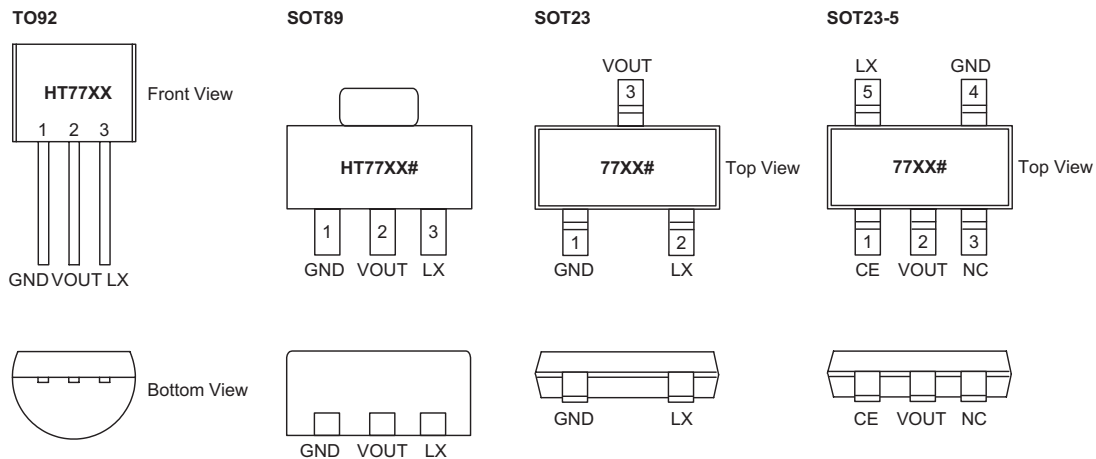 TO92
SOT89
SOT23
SOT23-5
HT77XX
Front View
1 2 3
GND VOUT LX
HT77XX#
1 2 3
GND VOUT LX
VOUT
3
77XX#
Top View
1 2
GND LX
LX GND
5 4
77XX#
Top View
1 2 3
CE VOUT NC
Bottom View
GND VOUT LX
GND LX
CE VOUT NC